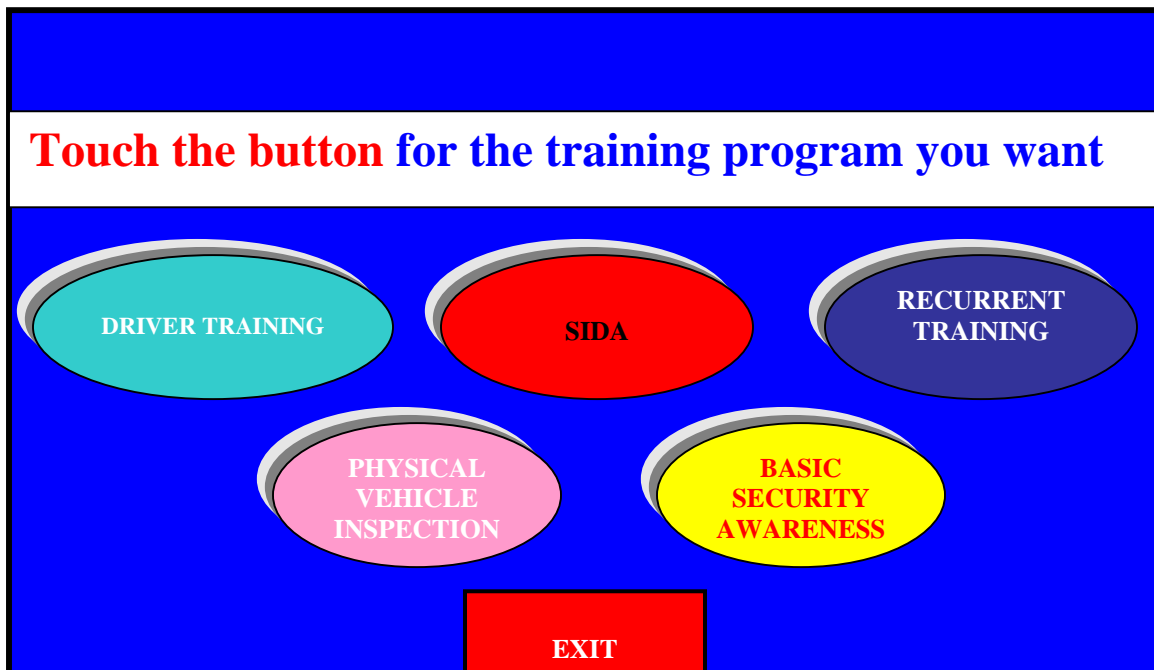 Touch the button for the training program you want
DRIVER TRAINING
SIDA
RECURRENT
TRAINING
PHYSICAL
VEHICLE
INSPECTION
BASIC
SECURITY
AWARENESS
EXIT